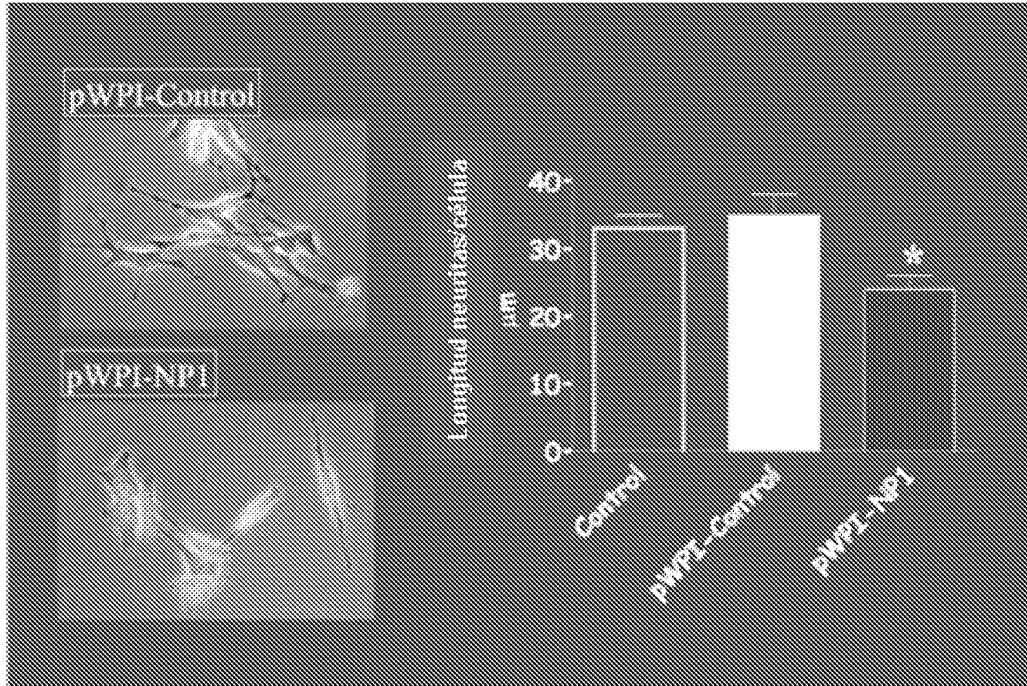 pWPI-Control
pWPI-NP1
Longitud neuritas/célula
µm
40-
30-
20-
10-
0-
*
Control
pWPI-Control
pWPI-NP1